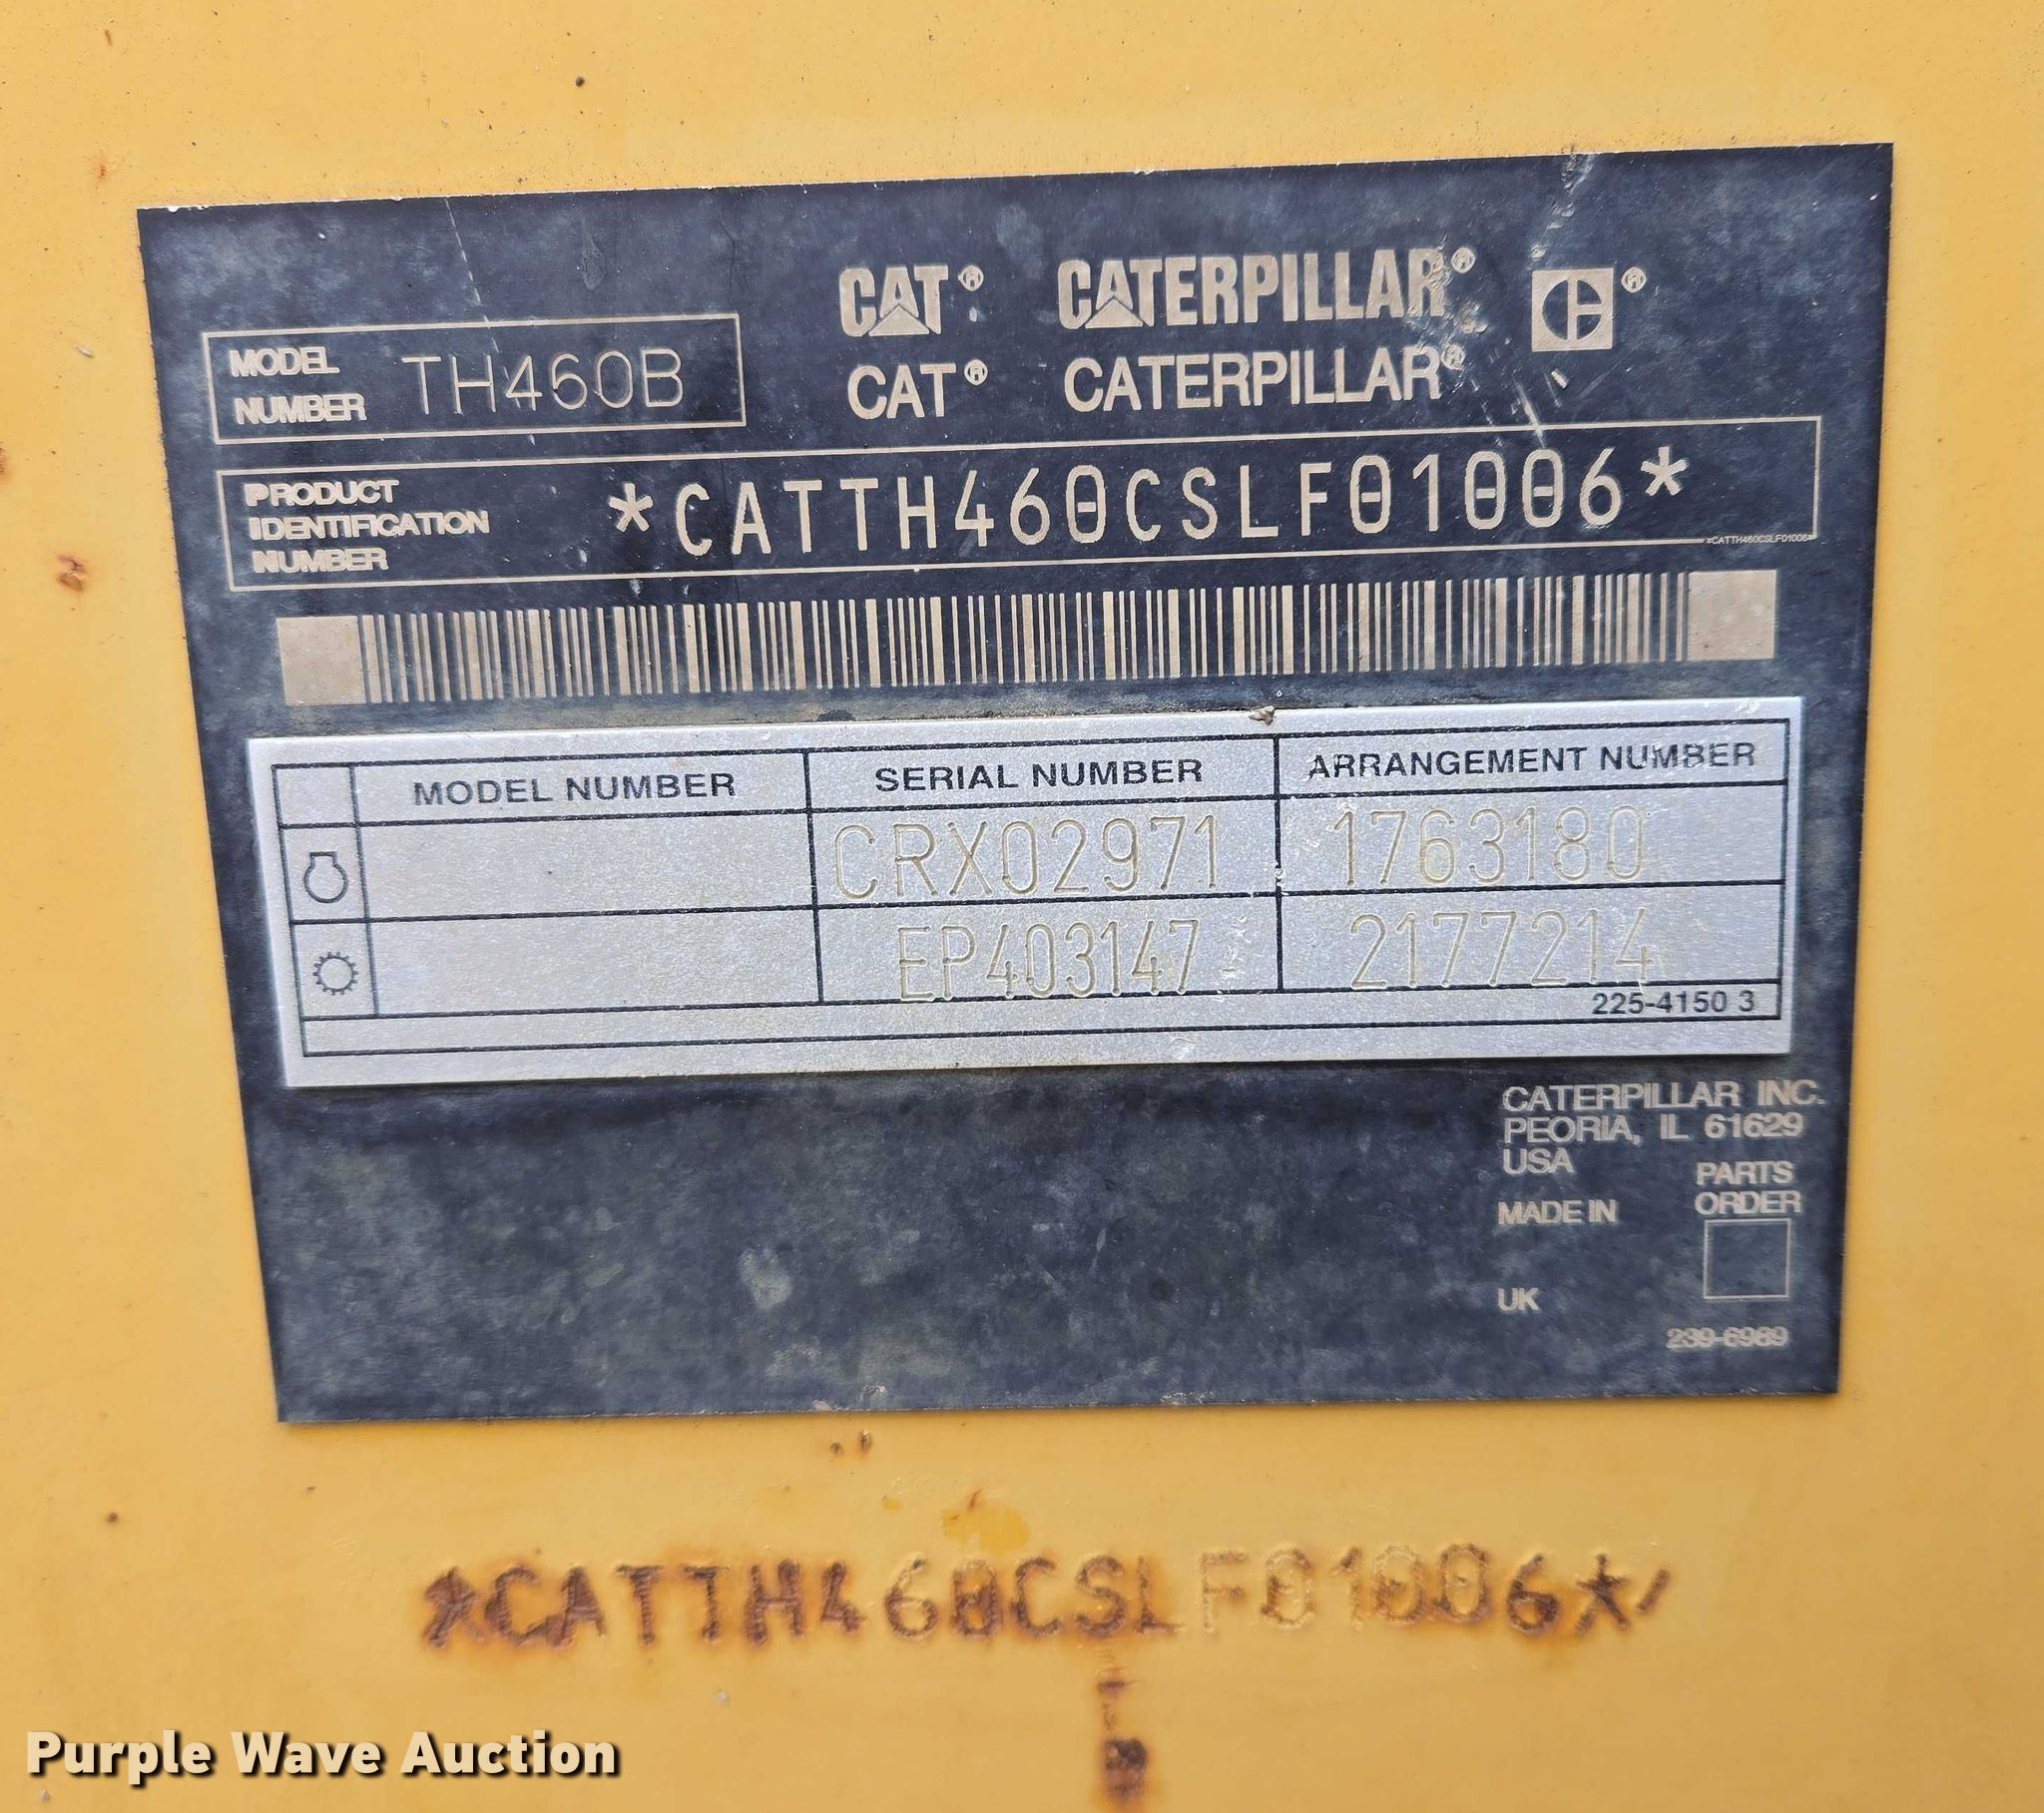 CAT® CATERPILLAR® ®
MODEL NUMBER TH460B
CAT® CATERPILLAR®
PRODUCT IDENTIFICATION NUMBER
*CATTH460CSLF01006*
*CATTH460CSLF01006*
MODEL NUMBER SERIAL NUMBER ARRANGEMENT NUMBER
CRX02971 1763180
EP403147 2177214
225-4150 3
CATERPILLAR INC.
PEORIA, IL 61629
USA
PARTS ORDER
MADE IN
UK
239-6989
*CATTH460CSLF01006*
Purple Wave Auction